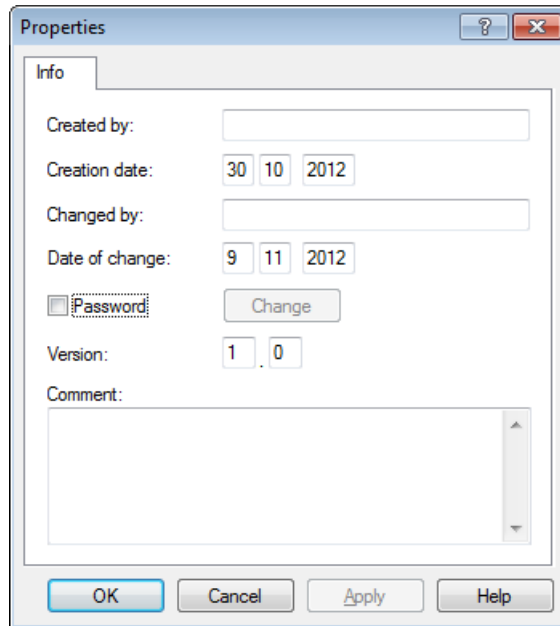 Properties ?
Info
Created by:
Creation date: 30 10 2012
Changed by:
Date of change: 9 11 2012
Password Change
Version: 1 . 0
Comment:
OK Cancel Apply Help